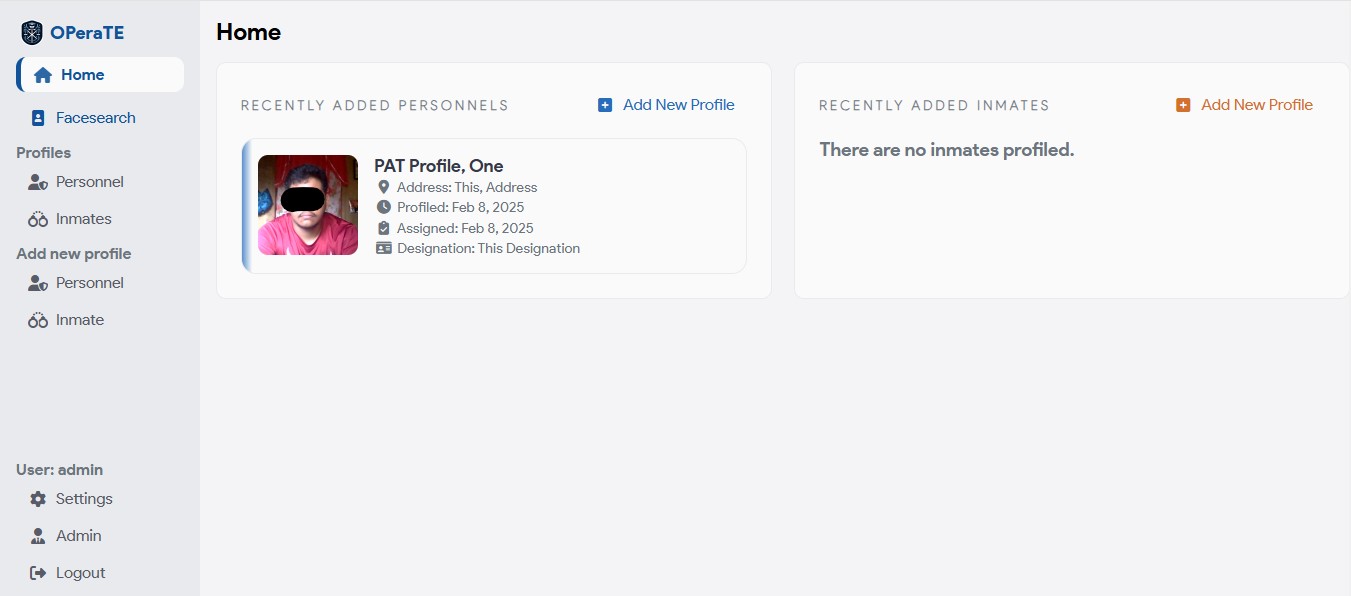 OPeraTE
Home
Facesearch
Profiles
Personnel
Inmates
Add new profile
Personnel
Inmate
User: admin
Settings
Admin
Logout
Home
RECENTLY ADDED PERSONNELS
Add New Profile
PAT Profile, One
Address: This, Address
Profiled: Feb 8, 2025
Assigned: Feb 8, 2025
Designation: This Designation
RECENTLY ADDED INMATES
Add New Profile
There are no inmates profiled.